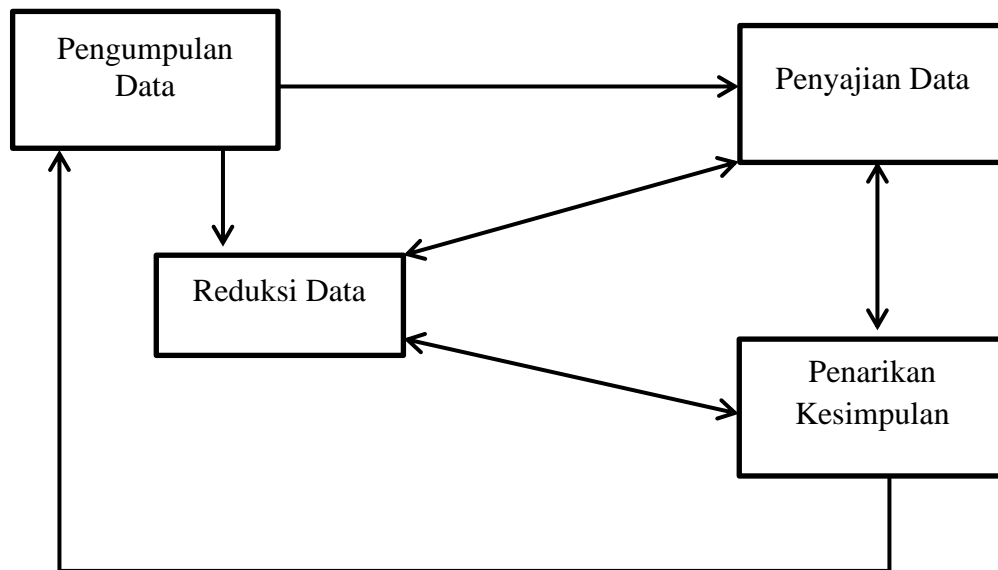 Pengumpulan
Data
Penyajian Data
Reduksi Data
Penarikan
Kesimpulan